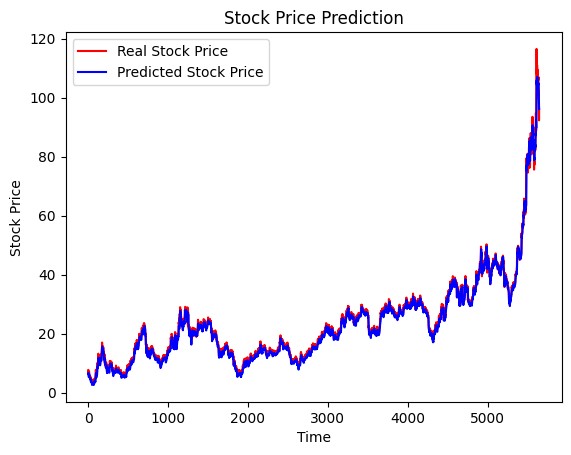 Stock Price Prediction
Real Stock Price
Predicted Stock Price
120
100
80
60
40
20
0
Stock Price
0 1000 2000 3000 4000 5000
Time